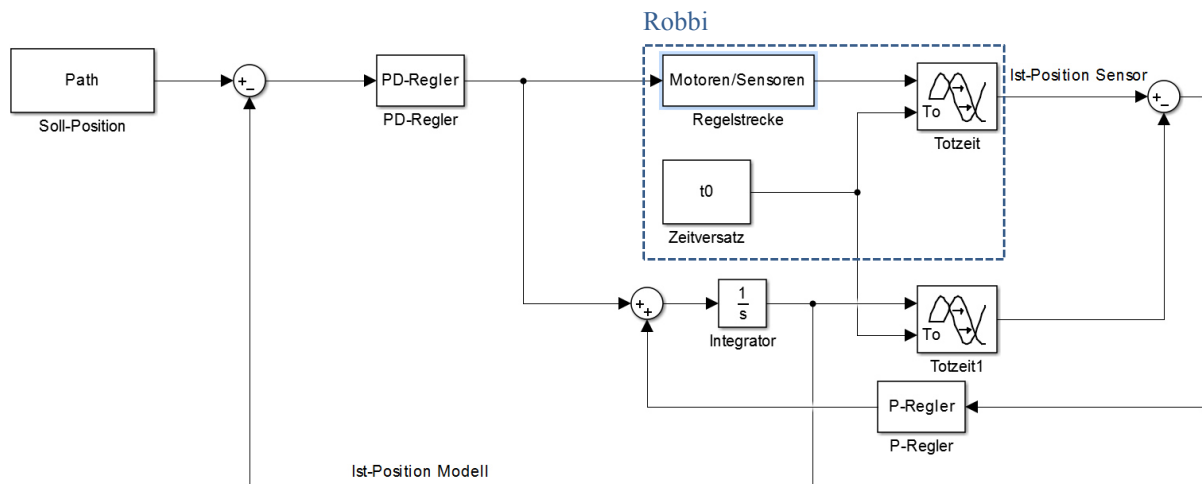 Robbi
Path
Soll-Position
+
−
PD-Regler
PD-Regler
Motoren/Sensoren
Regelstrecke
To
Totzeit
Ist-Position Sensor
+
−
t0
Zeitversatz
+
+
1
s
Integrator
To
Totzeit1
P-Regler
P-Regler
Ist-Position Modell